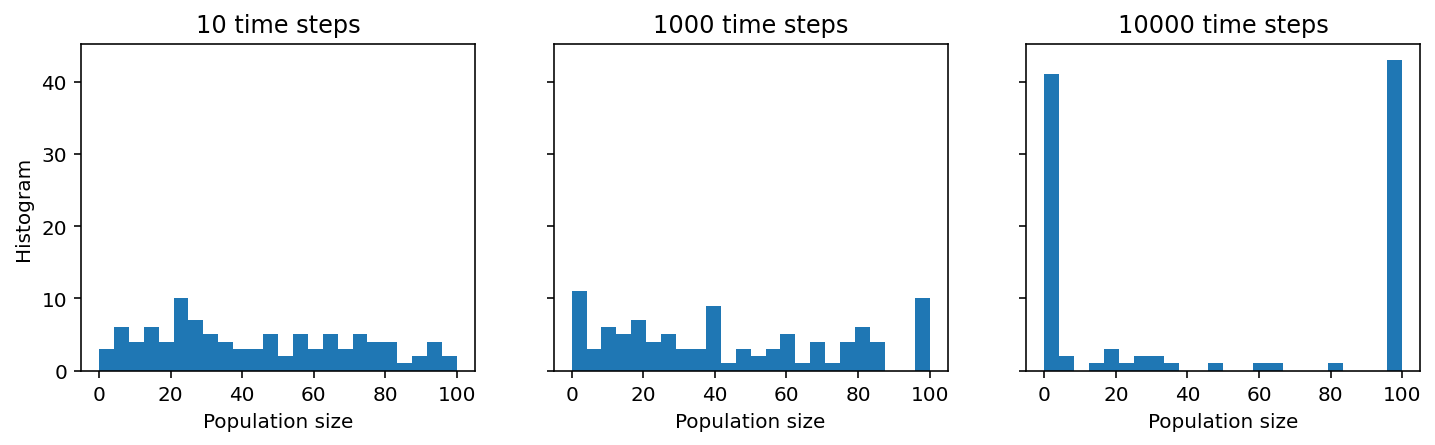 10 time steps
1000 time steps
10000 time steps
Histogram
40
30
20
10
0
0 20 40 60 80 100
0 20 40 60 80 100
0 20 40 60 80 100
Population size
Population size
Population size